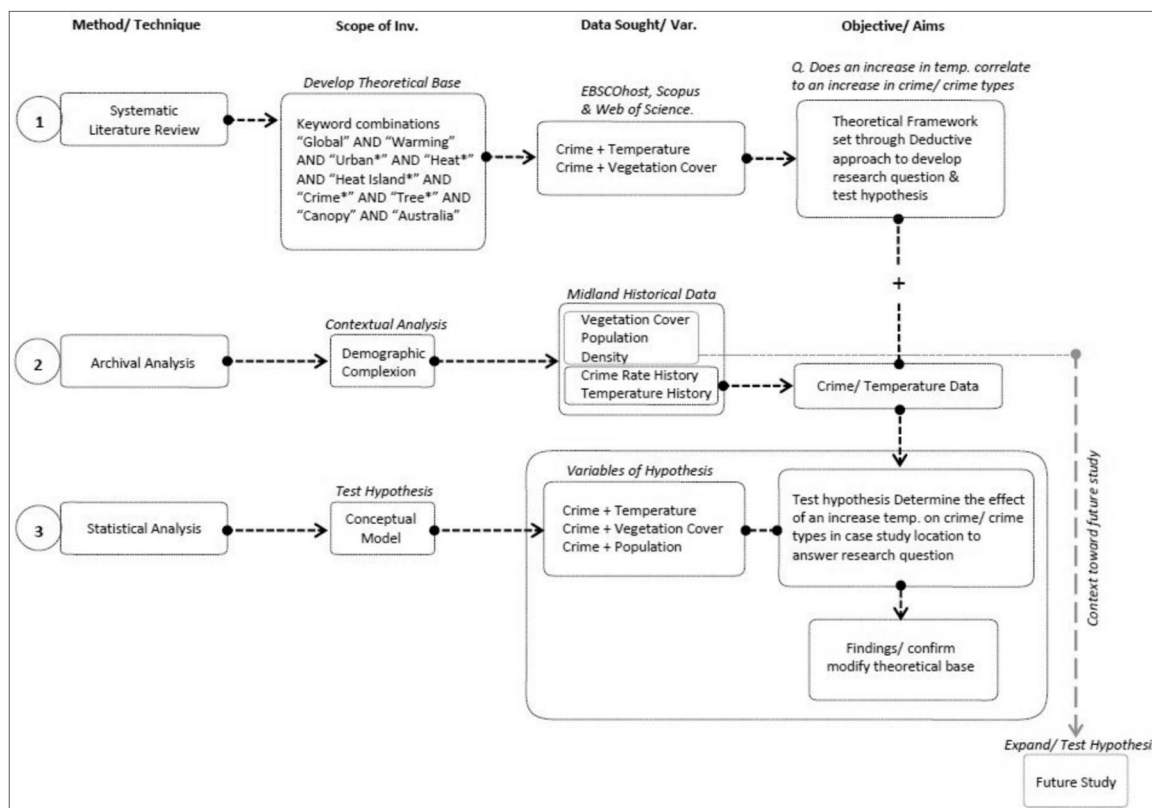 Method/ Technique
Scope of Inv.
Data Sought/ Var.
Objective/ Aims
1
Systematic
Literature Review
Develop Theoretical Base
Keyword combinations
“Global” AND “Warming”
AND “Urban*” AND “Heat*”
AND “Heat Island*” AND
“Crime*” AND “Tree*” AND
“Canopy” AND “Australia”
EBSCOhost, Scopus
& Web of Science.
Crime + Temperature
Crime + Vegetation Cover
Q. Does an increase in temp. correlate
to an increase in crime/ crime types
Theoretical Framework
set through Deductive
approach to develop
research question &
test hypothesis
+
2
Archival Analysis
Contextual Analysis
Demographic
Complexion
Midland Historical Data
Vegetation Cover
Population
Density
Crime Rate History
Temperature History
Crime/ Temperature Data
3
Statistical Analysis
Test Hypothesis
Conceptual
Model
Variables of Hypothesis
Crime + Temperature
Crime + Vegetation Cover
Crime + Population
Test hypothesis Determine the effect
of an increase temp. on crime/ crime
types in case study location to
answer research question
Findings/ confirm
modify theoretical base
Context toward future study
Expand/ Test Hypothesis
Future Study